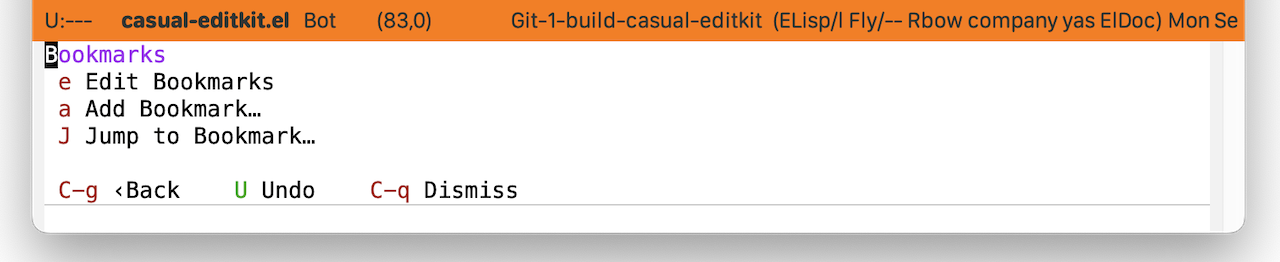 U:--- casual-editkit.el Bot (83,0) Git-1-build-casual-editkit (ELisp/l Fly/-- Rbow company yas ElDoc) Mon Se
Bookmarks
e Edit Bookmarks
a Add Bookmark…
J Jump to Bookmark…
C-g ‹Back U Undo C-q Dismiss